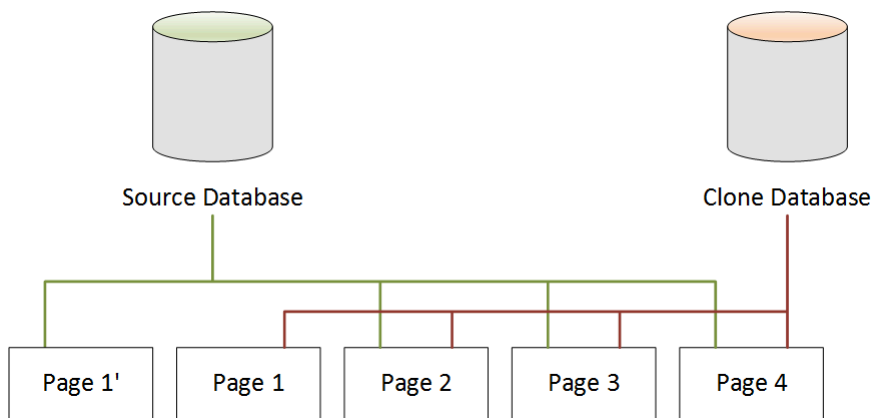 Source Database
Clone Database
Page 1'
Page 1
Page 2
Page 3
Page 4